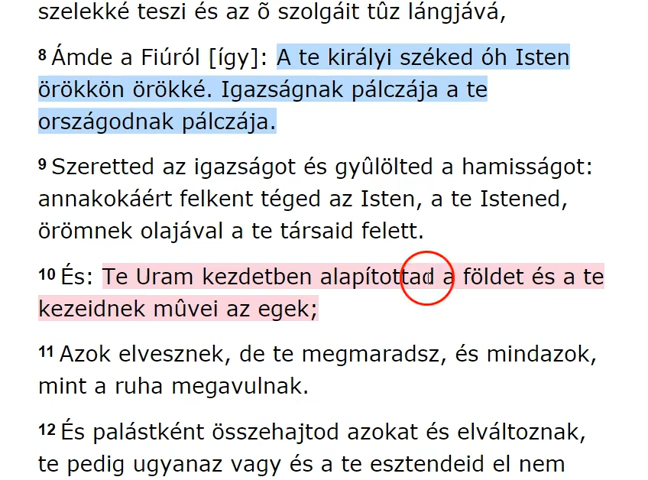 szelekké teszi és az õ szolgáit tûz lángjává,
8 Ámde a Fiúról [így]: A te királyi széked óh Isten
örökkön örökké. Igazságnak pálczája a te
országodnak pálczája.
9 Szeretted az igazságot és gyûlölted a hamisságot:
annakokáért felkent téged az Isten, a te Istened,
örömnek olajával a te társaid felett.
10 És: Te Uram kezdetben alapítottad a földet és a te
kezeidnek mûvei az egek;
11 Azok elvesznek, de te megmaradsz, és mindazok,
mint a ruha megavulnak.
12 És palástként összehajtod azokat és elváltoznak,
te pedig ugyanaz vagy és a te esztendeid el nem